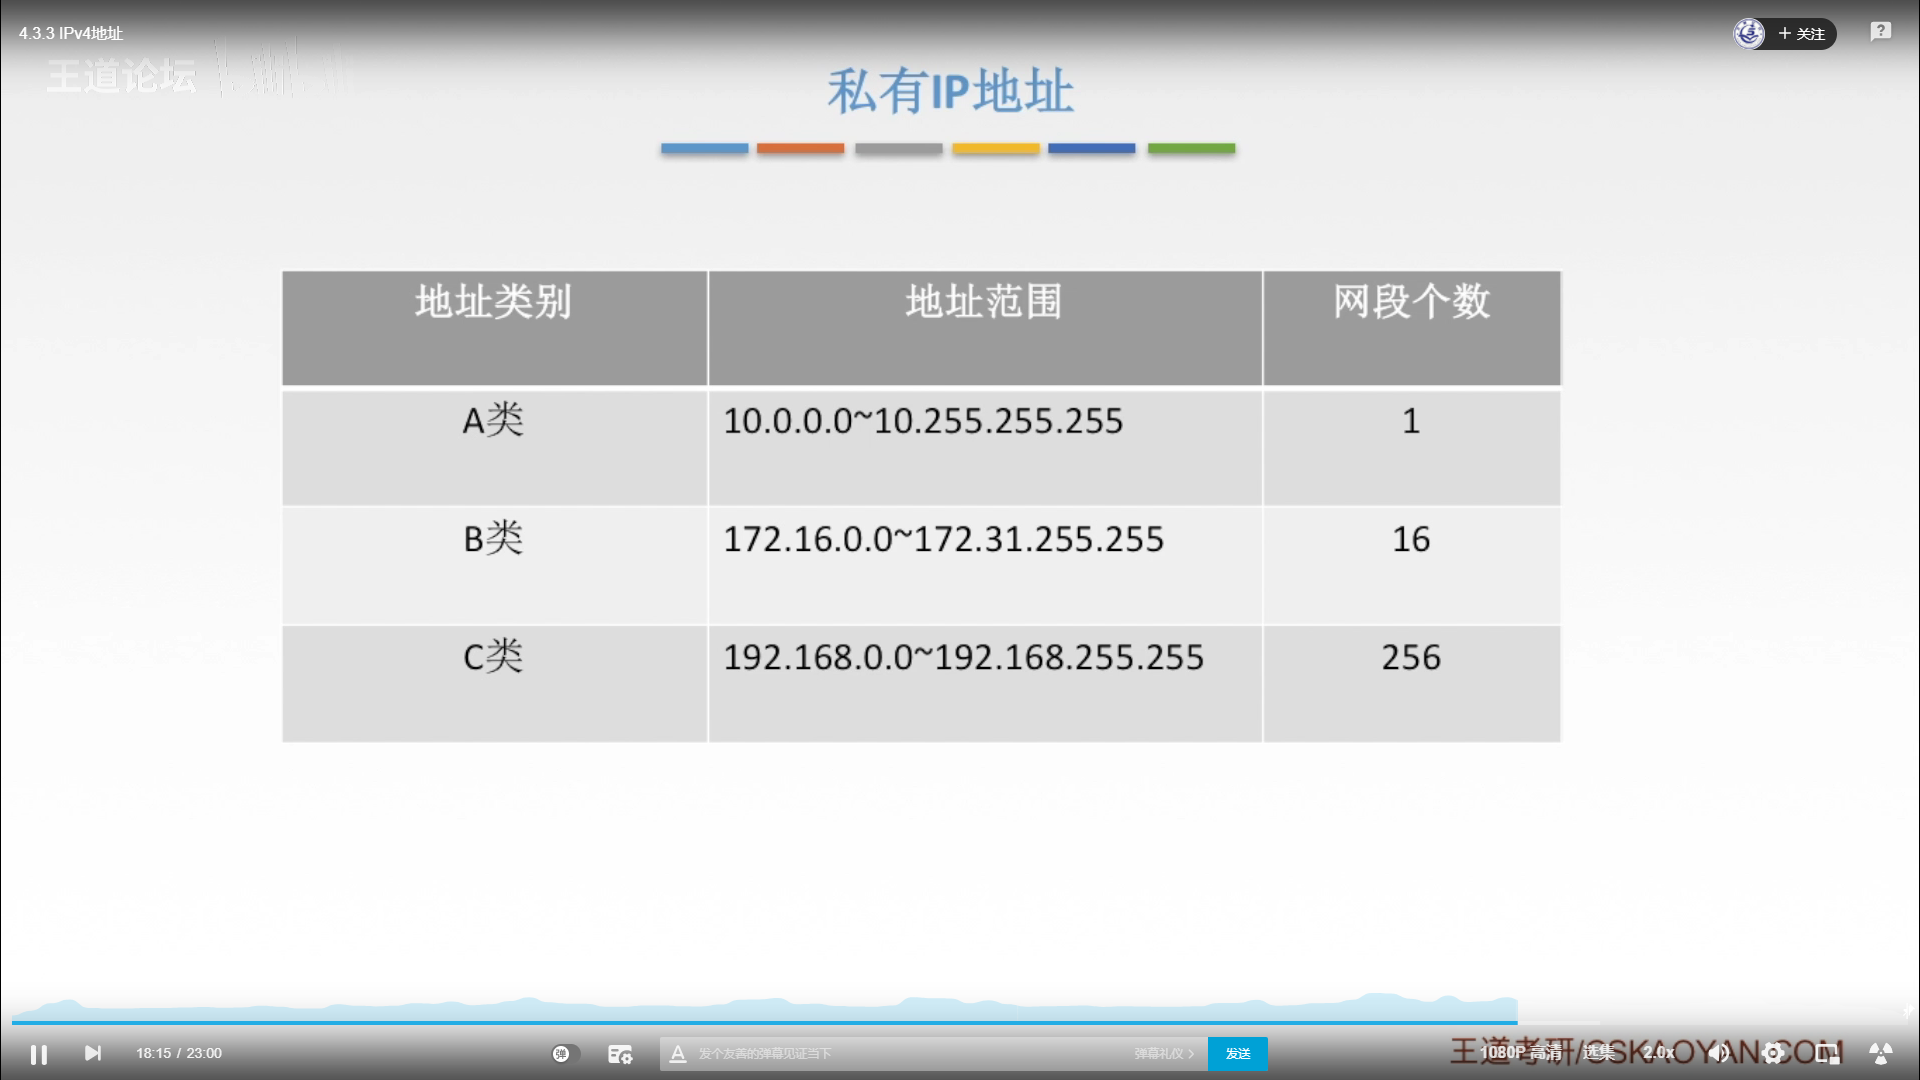 4.3.3 IPv4地址
+ 关注
?
王道论坛
私有IP地址
地址类别 地址范围 网段个数
A类 10.0.0.0~10.255.255.255 1
B类 172.16.0.0~172.31.255.255 16
C类 192.168.0.0~192.168.255.255 256
18:15 / 23:00
弹
A
发个友善的弹幕见证当下
弹幕礼仪 >
发送
1080P 高清
选集
2.0x
王道考研/CSKAOYAN.COM